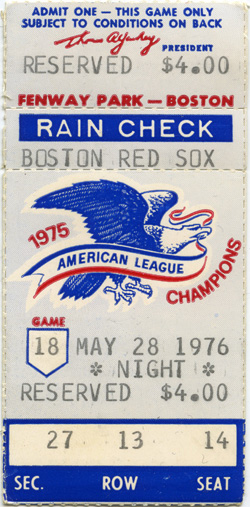 ADMIT ONE — THIS GAME ONLY
SUBJECT TO CONDITIONS ON BACK
PRESIDENT
RESERVED $4.00
FENWAY PARK — BOSTON
RAIN CHECK
BOSTON RED SOX
1975
AMERICAN LEAGUE
CHAMPIONS
GAME
18 MAY 28 1976
* NIGHT *
RESERVED $4.00
27 13 14
SEC. ROW SEAT